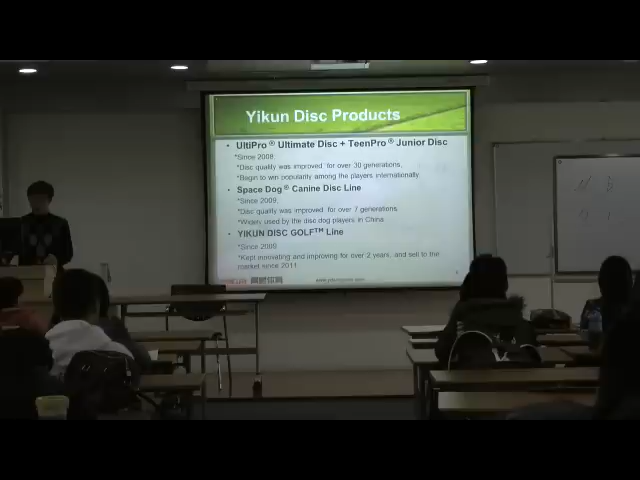 Yikun Disc Products
• UltiPro® Ultimate Disc + TeenPro® Junior Disc
*Since 2008
*Disc quality was improved for over 30 generations,
*Begin to win popularity among the players internationally.
• Space Dog® Canine Disc Line
*Since 2009,
*Disc quality was improved for over 7 generations
*Widely used by the disc dog players in China
• YIKUN DISC GOLF™ Line
*Since 2009
*Kept innovating and improving for over 2 years, and sell to the
market since 2011